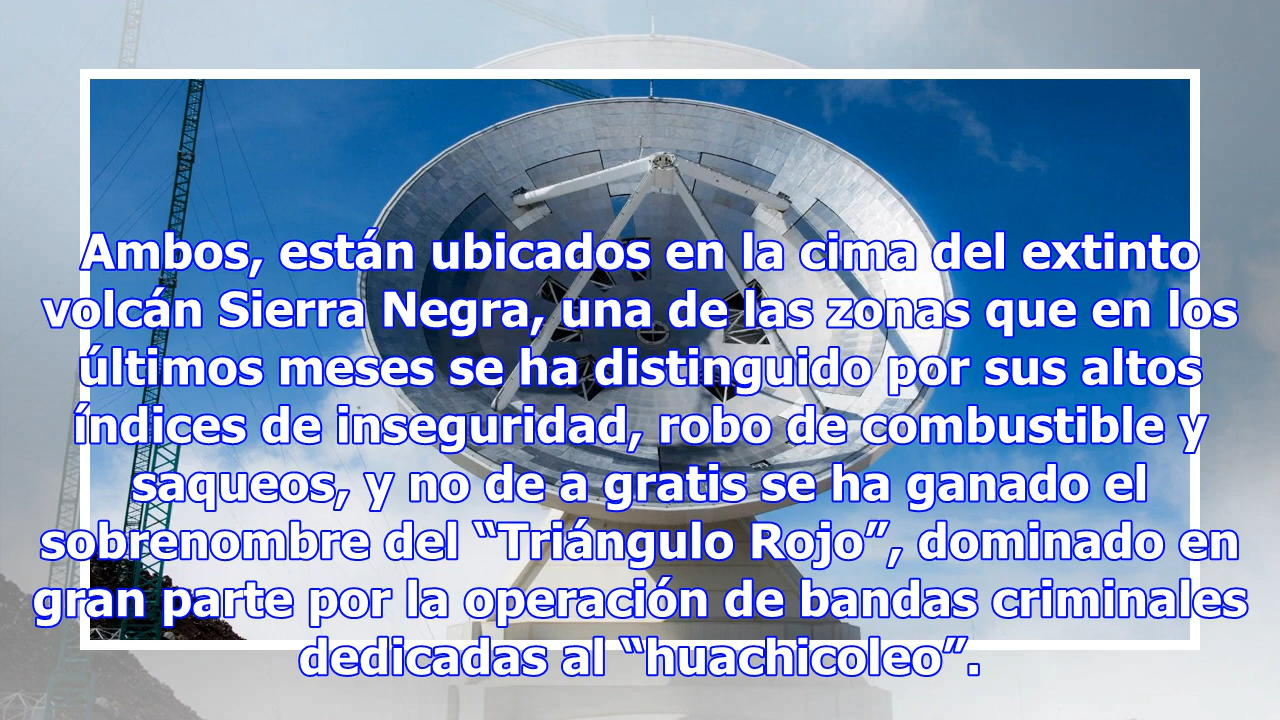 Ambos, están ubicados en la cima del extinto
volcán Sierra Negra, una de las zonas que en los
últimos meses se ha distinguido por sus altos
índices de inseguridad, robo de combustible y
saqueos, y no de a gratis se ha ganado el
sobrenombre del “Triángulo Rojo”, dominado en
gran parte por la operación de bandas criminales
dedicadas al “huachicoleo”.